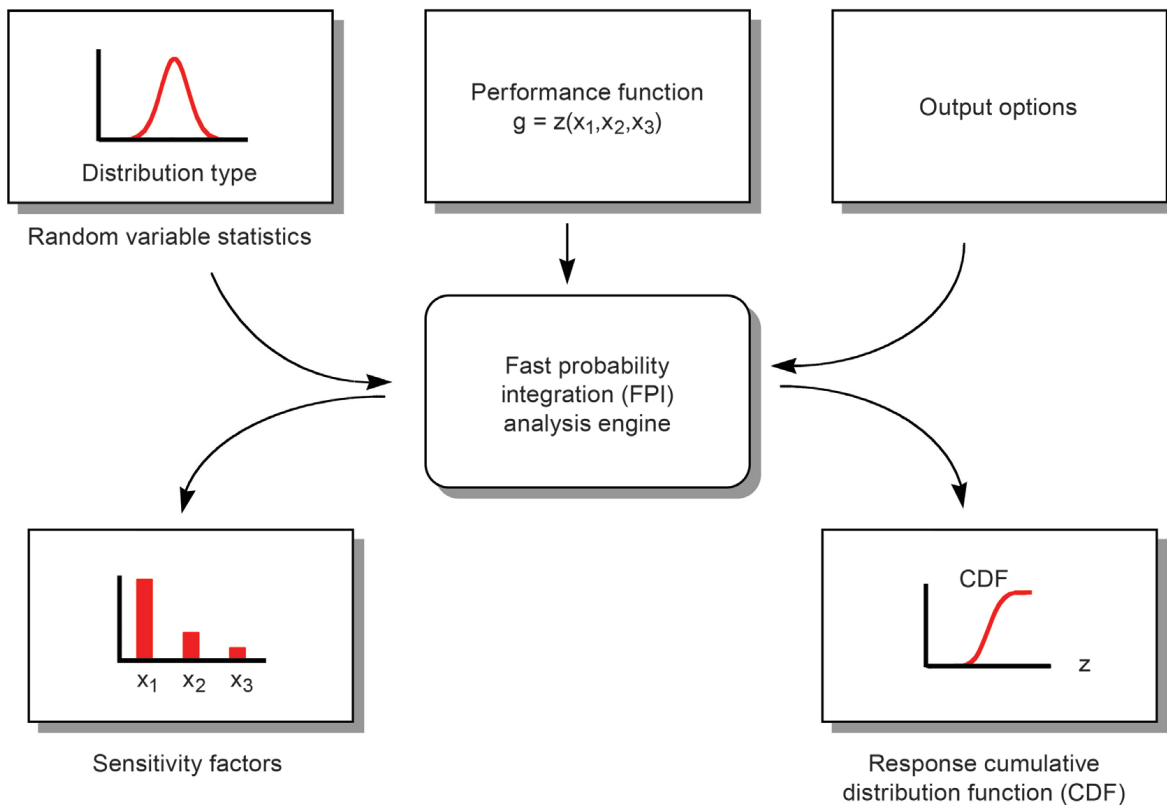 Distribution type
Random variable statistics
Performance function
g = z(x₁,x₂,x₃)
Output options
Fast probability
integration (FPI)
analysis engine
x₁ x₂ x₃
Sensitivity factors
CDF
z
Response cumulative
distribution function (CDF)